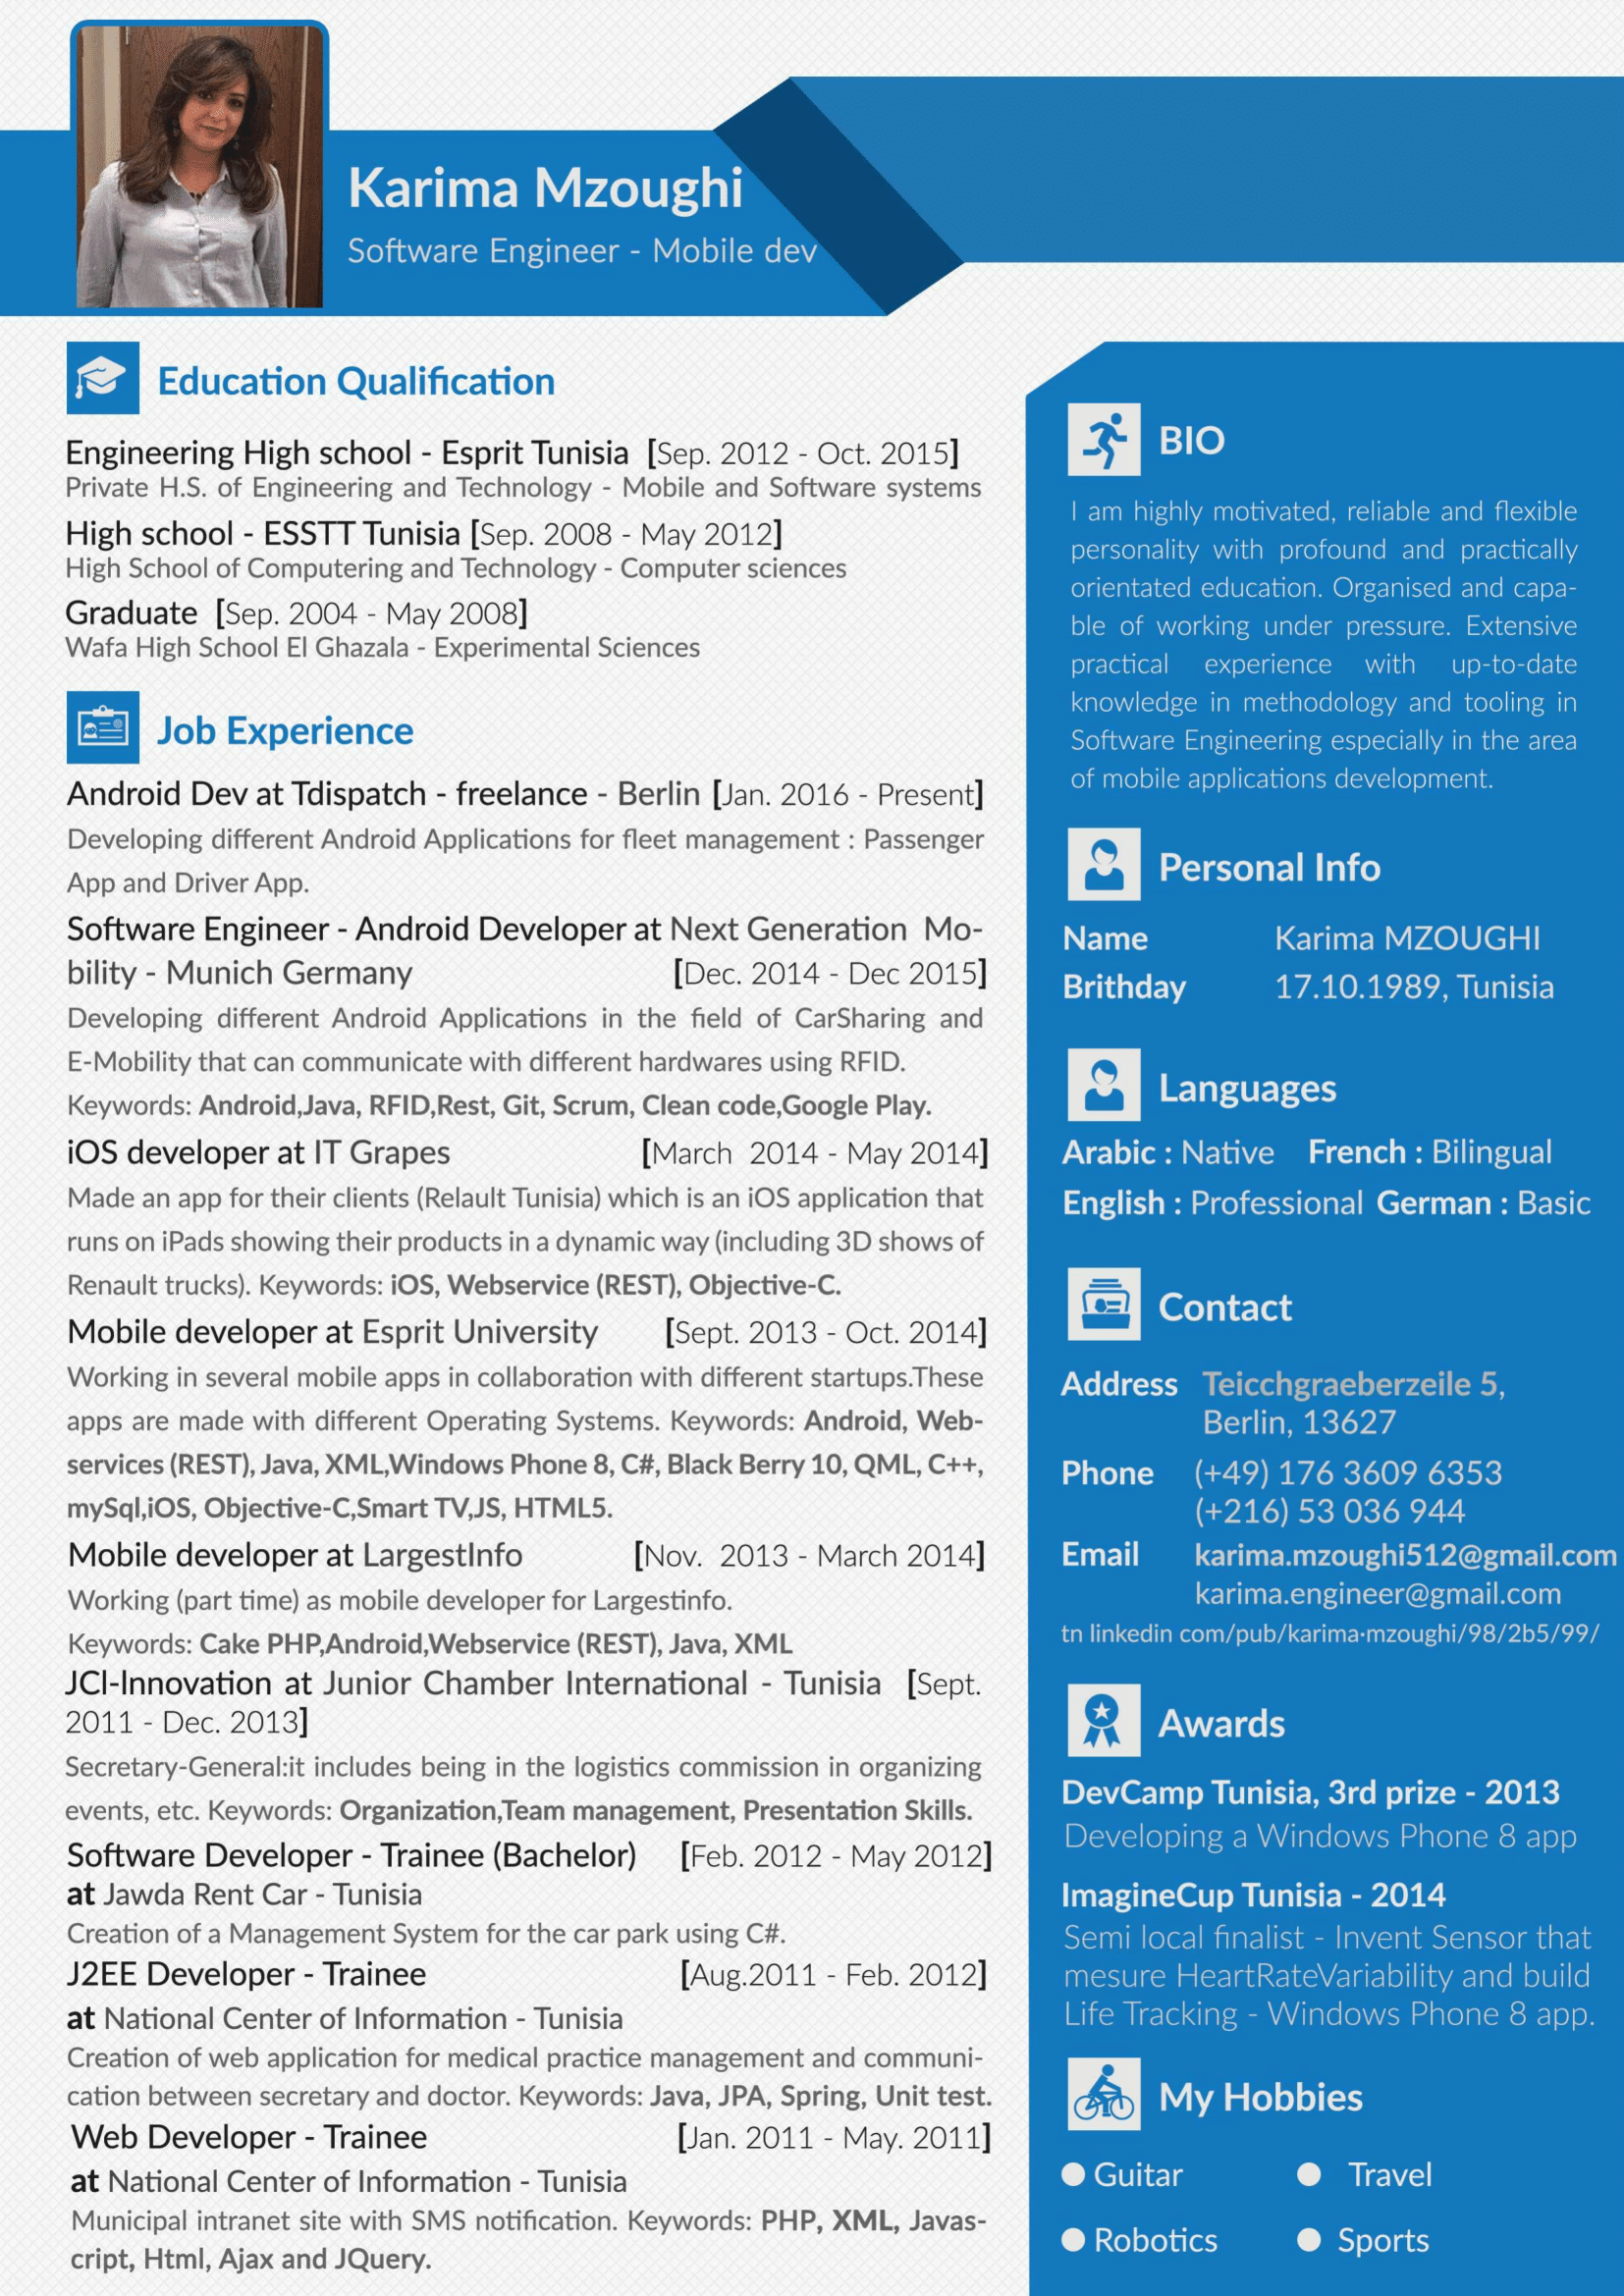 Karima Mzoughi
Software Engineer - Mobile dev
Education Qualification
Engineering High school - Esprit Tunisia [Sep. 2012 - Oct. 2015]
Private H.S. of Engineering and Technology - Mobile and Software systems
High school - ESSTT Tunisia [Sep. 2008 - May 2012]
High School of Computering and Technology - Computer sciences
Graduate [Sep. 2004 - May 2008]
Wafa High School El Ghazala - Experimental Sciences
Job Experience
Android Dev at Tdispatch - freelance - Berlin [Jan. 2016 - Present]
Developing different Android Applications for fleet management : Passenger
App and Driver App.
Software Engineer - Android Developer at Next Generation Mo-
bility - Munich Germany [Dec. 2014 - Dec 2015]
Developing different Android Applications in the field of CarSharing and
E-Mobility that can communicate with different hardwares using RFID.
Keywords: Android,Java, RFID,Rest, Git, Scrum, Clean code,Google Play.
iOS developer at IT Grapes [March 2014 - May 2014]
Made an app for their clients (Relault Tunisia) which is an iOS application that
runs on iPads showing their products in a dynamic way (including 3D shows of
Renault trucks). Keywords: iOS, Webservice (REST), Objective-C.
Mobile developer at Esprit University [Sept. 2013 - Oct. 2014]
Working in several mobile apps in collaboration with different startups.These
apps are made with different Operating Systems. Keywords: Android, Web-
services (REST), Java, XML,Windows Phone 8, C#, Black Berry 10, QML, C++,
mySql,iOS, Objective-C,Smart TV,JS, HTML5.
Mobile developer at LargestInfo [Nov. 2013 - March 2014]
Working (part time) as mobile developer for Largestinfo.
Keywords: Cake PHP,Android,Webservice (REST), Java, XML
JCI-Innovation at Junior Chamber International - Tunisia [Sept.
2011 - Dec. 2013]
Secretary-General:it includes being in the logistics commission in organizing
events, etc. Keywords: Organization,Team management, Presentation Skills.
Software Developer - Trainee (Bachelor) [Feb. 2012 - May 2012]
at Jawda Rent Car - Tunisia
Creation of a Management System for the car park using C#.
J2EE Developer - Trainee [Aug.2011 - Feb. 2012]
at National Center of Information - Tunisia
Creation of web application for medical practice management and communi-
cation between secretary and doctor. Keywords: Java, JPA, Spring, Unit test.
Web Developer - Trainee [Jan. 2011 - May. 2011]
at National Center of Information - Tunisia
Municipal intranet site with SMS notification. Keywords: PHP, XML, Javas-
cript, Html, Ajax and JQuery.
BIO
I am highly motivated, reliable and flexible
personality with profound and practically
orientated education. Organised and capa-
ble of working under pressure. Extensive
practical experience with up-to-date
knowledge in methodology and tooling in
Software Engineering especially in the area
of mobile applications development.
Personal Info
Name Karima MZOUGHI
Brithday 17.10.1989, Tunisia
Languages
Arabic : Native French : Bilingual
English : Professional German : Basic
Contact
Address Teicchgraeberzeile 5,
Berlin, 13627
Phone (+49) 176 3609 6353
(+216) 53 036 944
Email karima.mzoughi512@gmail.com
karima.engineer@gmail.com
tn linkedin com/pub/karima·mzoughi/98/2b5/99/
Awards
DevCamp Tunisia, 3rd prize - 2013
Developing a Windows Phone 8 app
ImagineCup Tunisia - 2014
Semi local finalist - Invent Sensor that
mesure HeartRateVariability and build
Life Tracking - Windows Phone 8 app.
My Hobbies
Guitar Travel
Robotics Sports